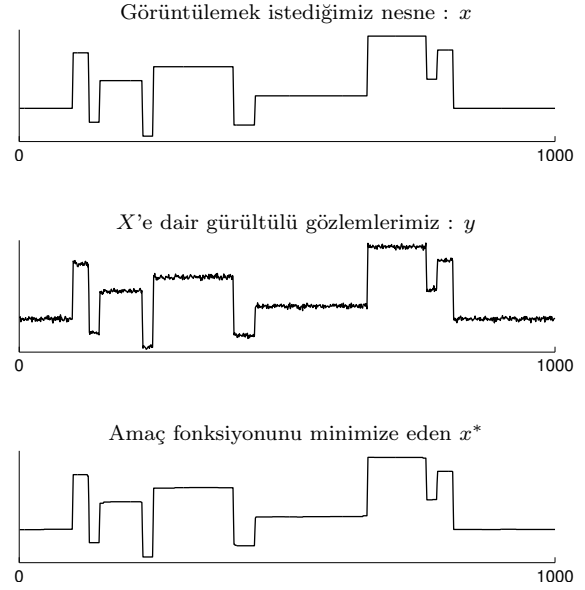 Görüntülemek istediğimiz nesne : x
0 1000
X'e dair gürültülü gözlemlerimiz : y
0 1000
Amaç fonksiyonunu minimize eden x*
0 1000